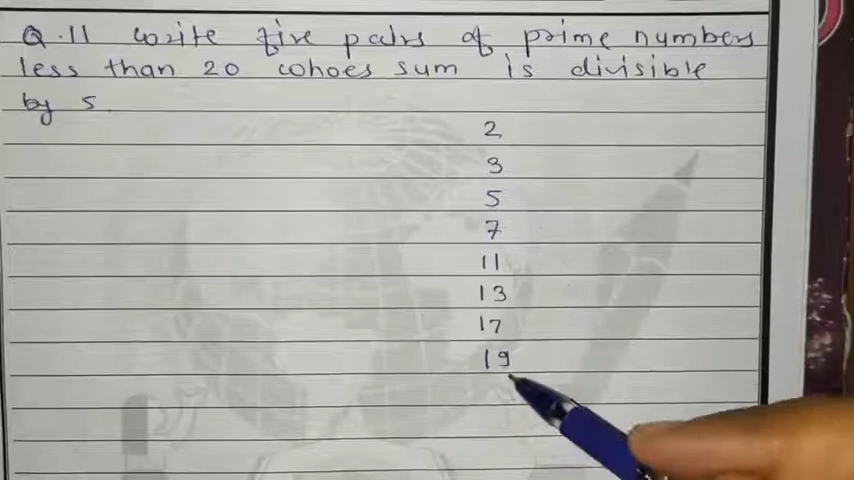 Q.11 write five pairs of prime numbers
less than 20 cohoes sum is divisible
by 5.
2
3
5
7
11
13
17
19